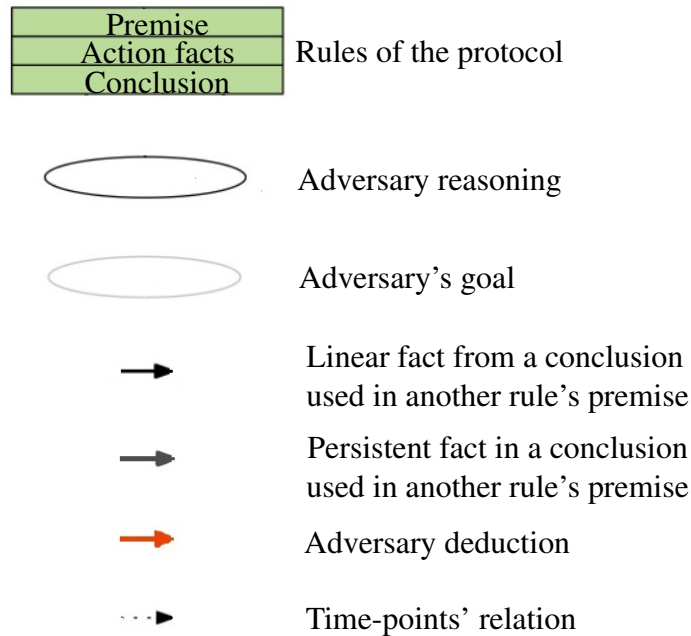 Premise
Action facts
Conclusion
Rules of the protocol
Adversary reasoning
Adversary's goal
Linear fact from a conclusion
used in another rule's premise
Persistent fact in a conclusion
used in another rule's premise
Adversary deduction
Time-points' relation